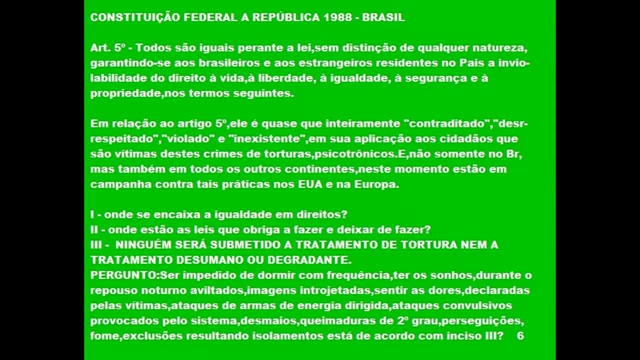 CONSTITUIÇÃO FEDERAL A REPÚBLICA 1988 - BRASIL
Art. 5º - Todos são iguais perante a lei,sem distinção de qualquer natureza,
garantindo-se aos brasileiros e aos estrangeiros residentes no País a invio-
labilidade do direito à vida,à liberdade, à igualdade, à segurança e à
propriedade,nos termos seguintes.
Em relação ao artigo 5º,ele é quase que inteiramente "contraditado","desr-
respeitado","violado" e "inexistente",em sua aplicação aos cidadãos que
são vítimas destes crimes de torturas,psicotrônicos.E,não somente no Br,
mas também em todos os outros continentes,neste momento estão em
campanha contra tais práticas nos EUA e na Europa.
I - onde se encaixa a igualdade em direitos?
II - onde estão as leis que obriga a fazer e deixar de fazer?
III - NINGUÉM SERÁ SUBMETIDO A TRATAMENTO DE TORTURA NEM A
TRATAMENTO DESUMANO OU DEGRADANTE.
PERGUNTO:Ser impedido de dormir com frequência,ter os sonhos,durante o
repouso noturno aviltados,imagens introjetadas,sentir as dores,declaradas
pelas vítimas,ataques de armas de energia dirigida,ataques convulsivos
provocados pelo sistema,desmaios,queimaduras de 2º grau,perseguições,
fome,exclusões resultando isolamentos está de acordo com inciso III? 6